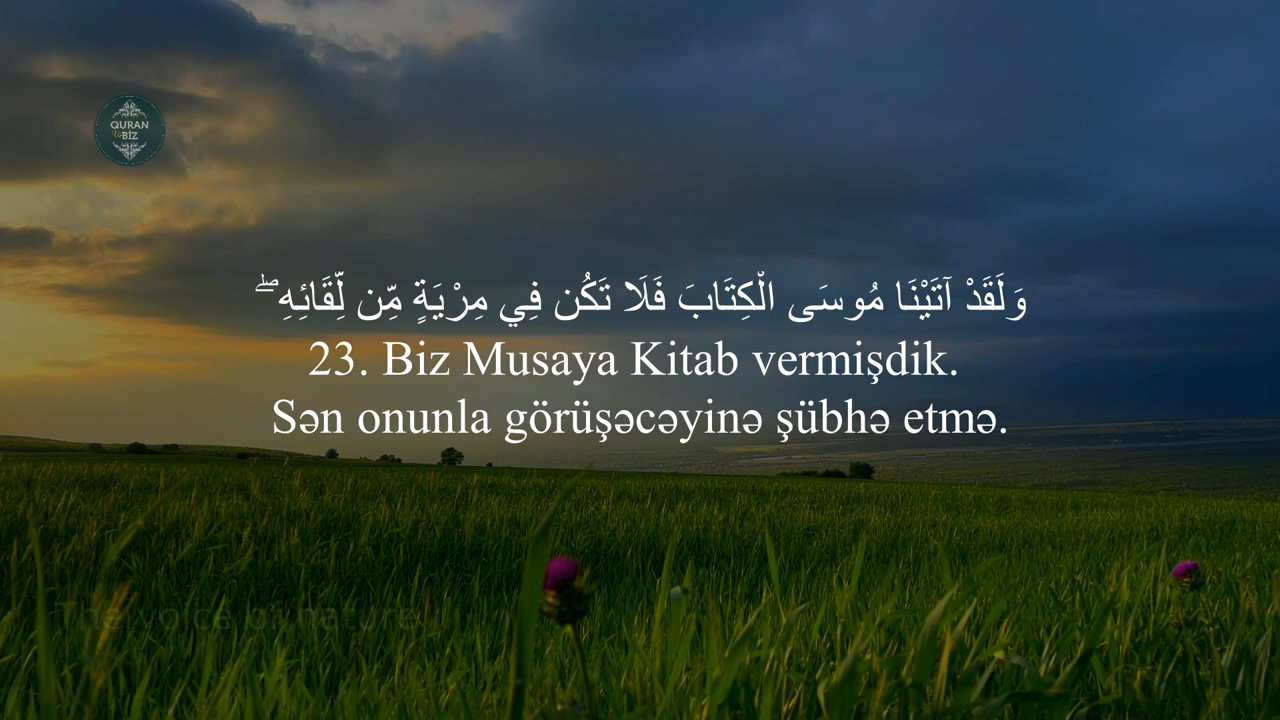 QURAN
BİZ
وَلَقَدْ آتَيْنَا مُوسَى الْكِتَابَ فَلَا تَكُن فِي مِرْيَةٍ مِّن لِّقَائِهِ ۖ
23. Biz Musaya Kitab vermişdik.
Sən onunla görüşəcəyinə şübhə etmə.
The voice of nature